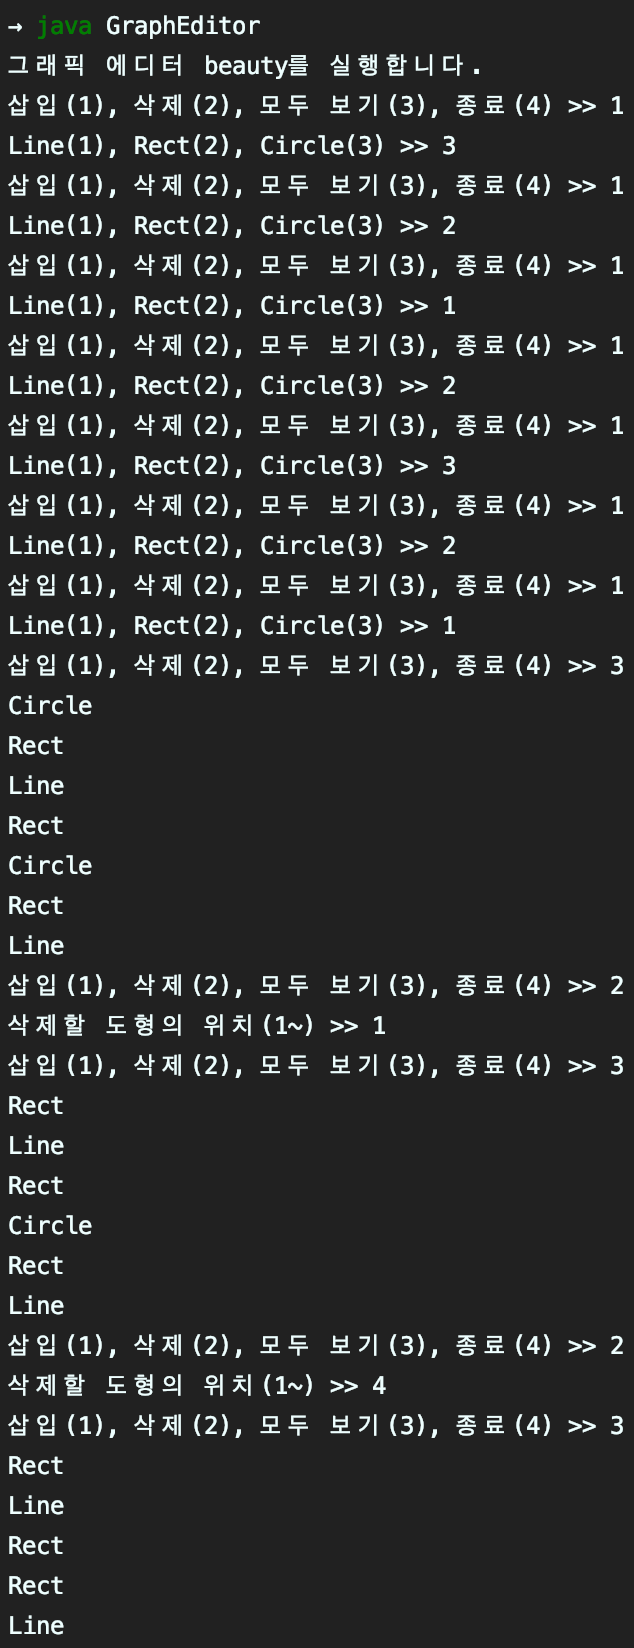 → java GraphEditor
그래픽 에디터 beauty를 실행합니다.
삽입(1), 삭제(2), 모두 보기(3), 종료(4) >> 1
Line(1), Rect(2), Circle(3) >> 3
삽입(1), 삭제(2), 모두 보기(3), 종료(4) >> 1
Line(1), Rect(2), Circle(3) >> 2
삽입(1), 삭제(2), 모두 보기(3), 종료(4) >> 1
Line(1), Rect(2), Circle(3) >> 1
삽입(1), 삭제(2), 모두 보기(3), 종료(4) >> 1
Line(1), Rect(2), Circle(3) >> 2
삽입(1), 삭제(2), 모두 보기(3), 종료(4) >> 1
Line(1), Rect(2), Circle(3) >> 3
삽입(1), 삭제(2), 모두 보기(3), 종료(4) >> 1
Line(1), Rect(2), Circle(3) >> 2
삽입(1), 삭제(2), 모두 보기(3), 종료(4) >> 1
Line(1), Rect(2), Circle(3) >> 1
삽입(1), 삭제(2), 모두 보기(3), 종료(4) >> 3
Circle
Rect
Line
Rect
Circle
Rect
Line
삽입(1), 삭제(2), 모두 보기(3), 종료(4) >> 2
삭제할 도형의 위치(1~) >> 1
삽입(1), 삭제(2), 모두 보기(3), 종료(4) >> 3
Rect
Line
Rect
Circle
Rect
Line
삽입(1), 삭제(2), 모두 보기(3), 종료(4) >> 2
삭제할 도형의 위치(1~) >> 4
삽입(1), 삭제(2), 모두 보기(3), 종료(4) >> 3
Rect
Line
Rect
Rect
Line